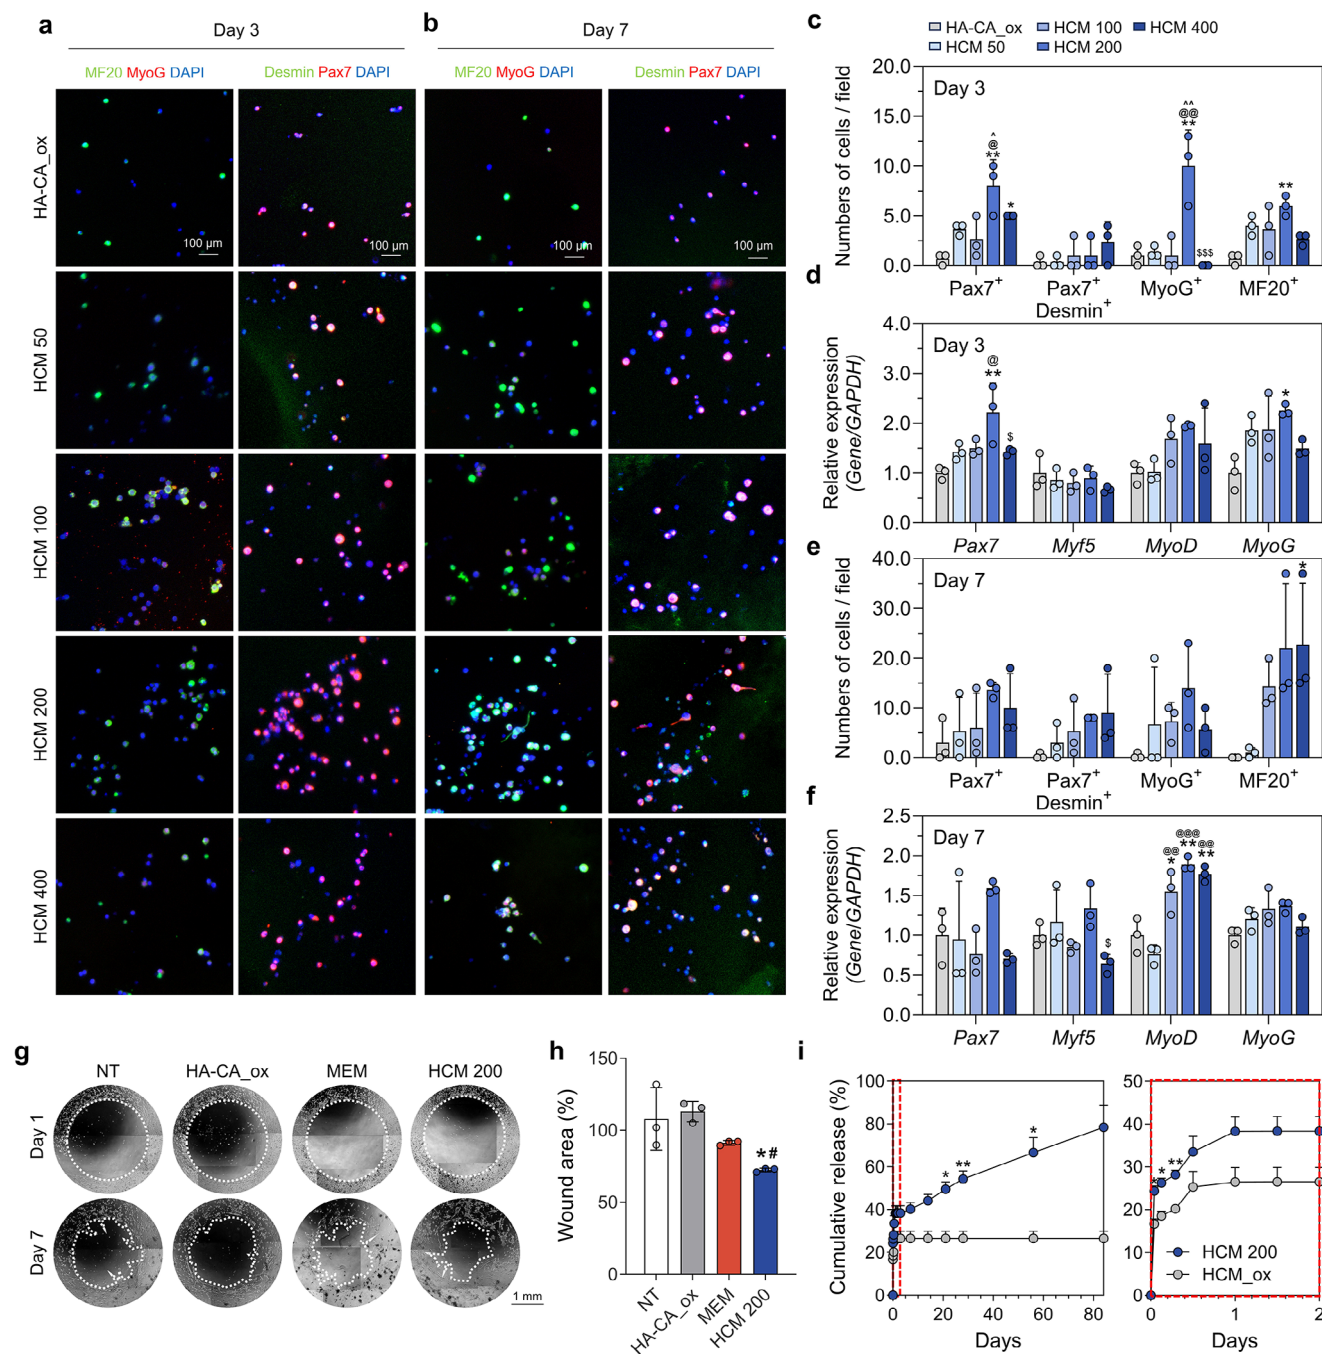 a
Day 3
b
Day 7
MF20 MyoG DAPI
Desmin Pax7 DAPI
MF20 MyoG DAPI
Desmin Pax7 DAPI
HA-CA_ox
100 µm
100 µm
100 µm
100 µm
HCM 50
HCM 100
HCM 200
HCM 400
c
HA-CA_ox
HCM 50
HCM 100
HCM 200
HCM 400
Numbers of cells / field
20.0
15.0
10.0
5.0
0.0
Day 3
^
@
**
*
^^
@@
**
$$$
**
Pax7+
Pax7+
Desmin+
MyoG+
MF20+
d
Relative expression
(Gene/GAPDH)
4.0
3.0
2.0
1.0
0.0
Day 3
@
**
$
*
Pax7
Myf5
MyoD
MyoG
e
Numbers of cells / field
40.0
30.0
20.0
10.0
0.0
Day 7
*
Pax7+
Pax7+
Desmin+
MyoG+
MF20+
f
Relative expression
(Gene/GAPDH)
2.5
2.0
1.5
1.0
0.5
0.0
Day 7
$
@@
*
@@@
**
@@
**
Pax7
Myf5
MyoD
MyoG
g
NT
HA-CA_ox
MEM
HCM 200
Day 1
Day 7
1 mm
h
Wound area (%)
150
100
50
0
*#
NT
HA-CA_ox
MEM
HCM 200
i
Cumulative release (%)
100
80
60
40
20
0
*
**
*
0
20
40
60
80
Days
50
40
30
20
10
0
*
*
**
HCM 200
HCM_ox
0
1
2
Days